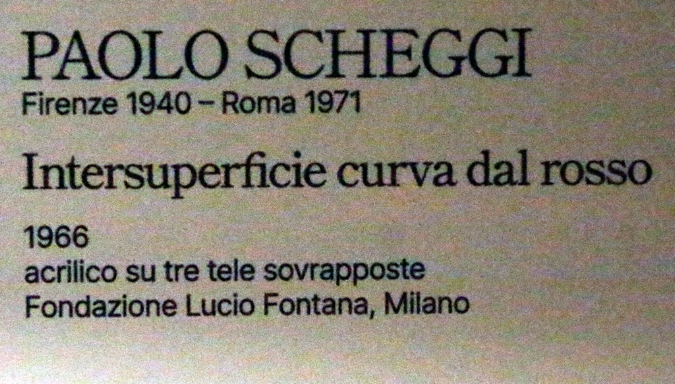 PAOLO SCHEGGI
Firenze 1940 – Roma 1971
Intersuperficie curva dal rosso
1966
acrilico su tre tele sovrapposte
Fondazione Lucio Fontana, Milano